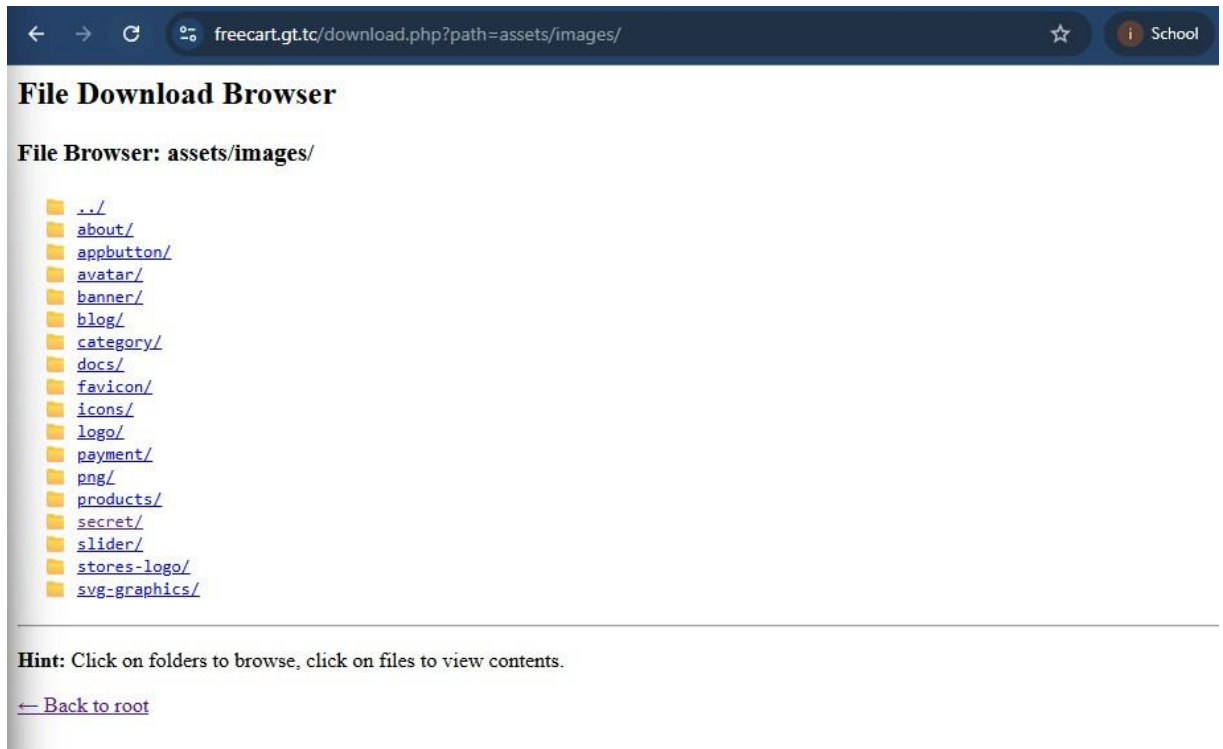 freecart.gt.tc/download.php?path=assets/images/
i School
File Download Browser
File Browser: assets/images/
../
about/
appbutton/
avatar/
banner/
blog/
category/
docs/
favicon/
icons/
logo/
payment/
png/
products/
secret/
slider/
stores-logo/
svg-graphics/
Hint: Click on folders to browse, click on files to view contents.
← Back to root